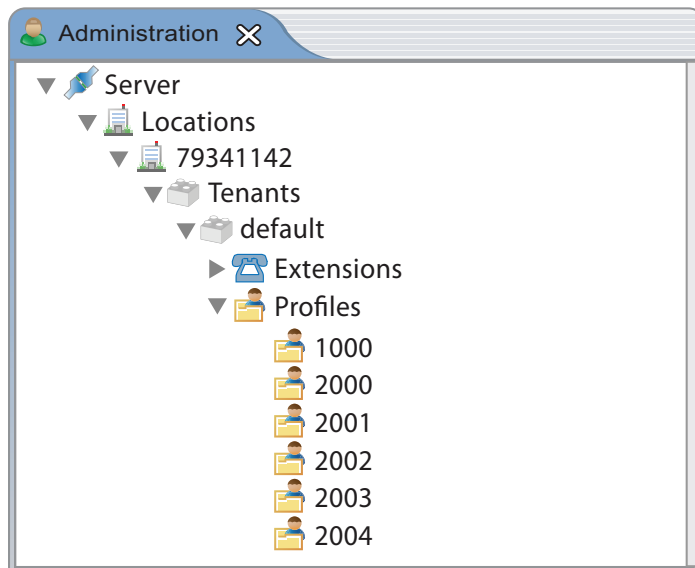 Administration
Server
Locations
79341142
Tenants
default
Extensions
Profiles
1000
2000
2001
2002
2003
2004